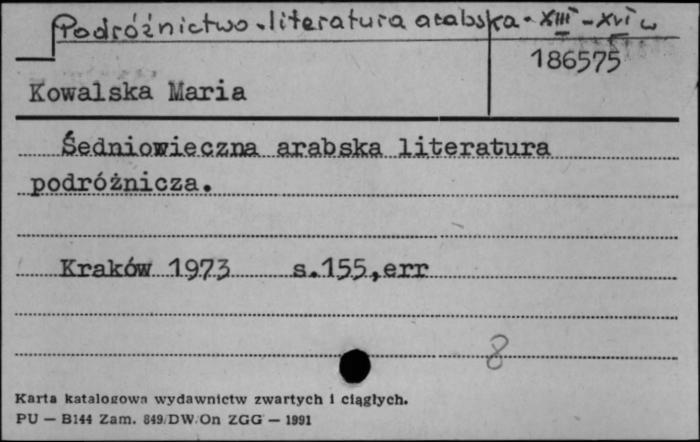 Podróżnictwo - literatura arabska - XIII - XVI w
186575
Kowalska Maria
Śedniowieczna arabska literatura
podróżnicza.
Kraków 1973 s.155,err
8
Karta katalogowa wydawnictw zwartych i ciągłych.
PU — B144 Zam. 849/DW/On ZGG — 1991